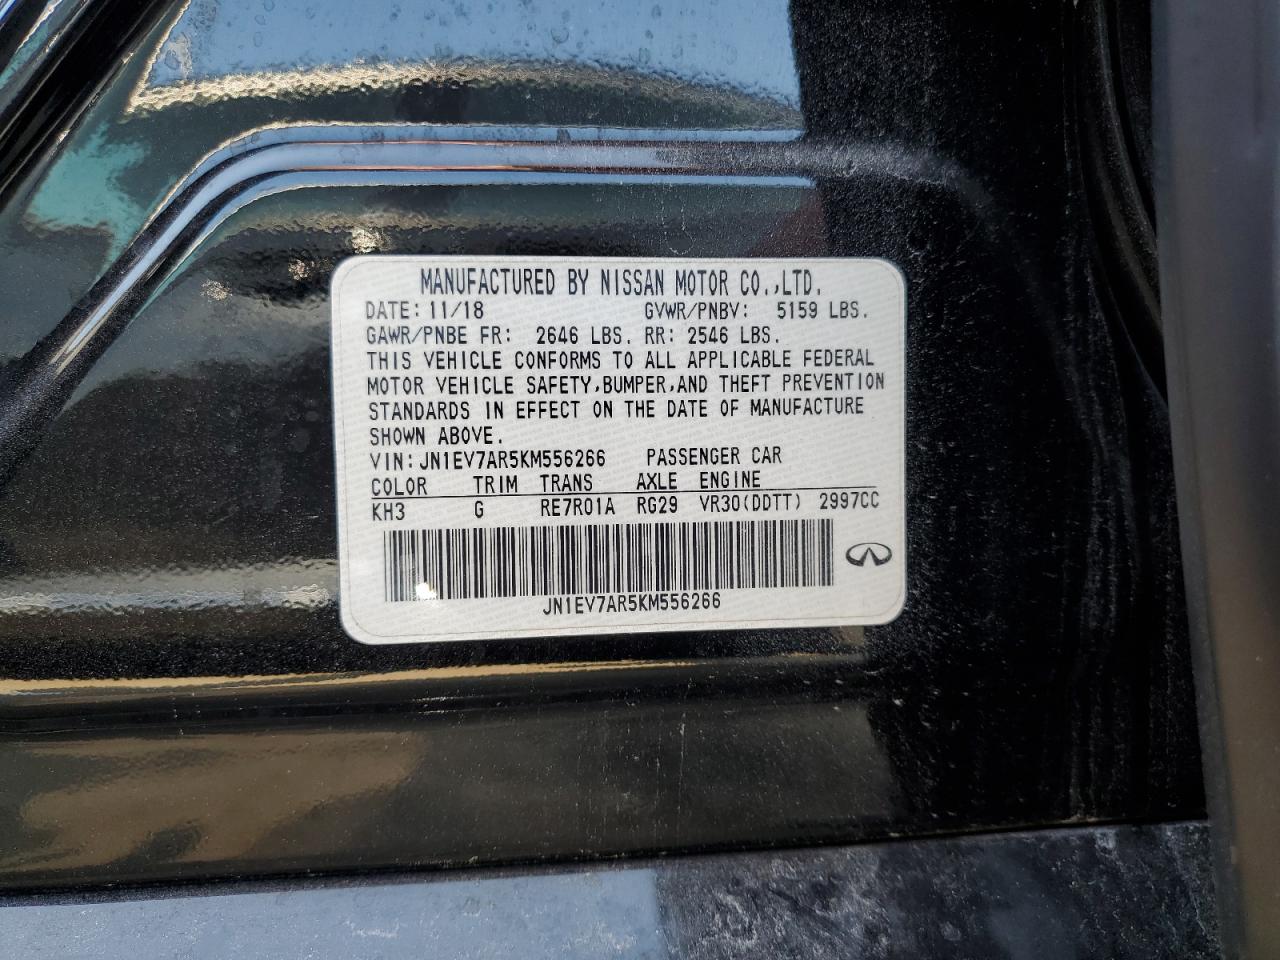 MANUFACTURED BY NISSAN MOTOR CO.,LTD.
DATE: 11/18 GVWR/PNBV: 5159 LBS.
GAWR/PNBE FR: 2646 LBS. RR: 2546 LBS.
THIS VEHICLE CONFORMS TO ALL APPLICABLE FEDERAL
MOTOR VEHICLE SAFETY,BUMPER,AND THEFT PREVENTION
STANDARDS IN EFFECT ON THE DATE OF MANUFACTURE
SHOWN ABOVE.
VIN: JN1EV7AR5KM556266 PASSENGER CAR
COLOR TRIM TRANS AXLE ENGINE
KH3 G RE7R01A RG29 VR30(DDTT) 2997CC
JN1EV7AR5KM556266